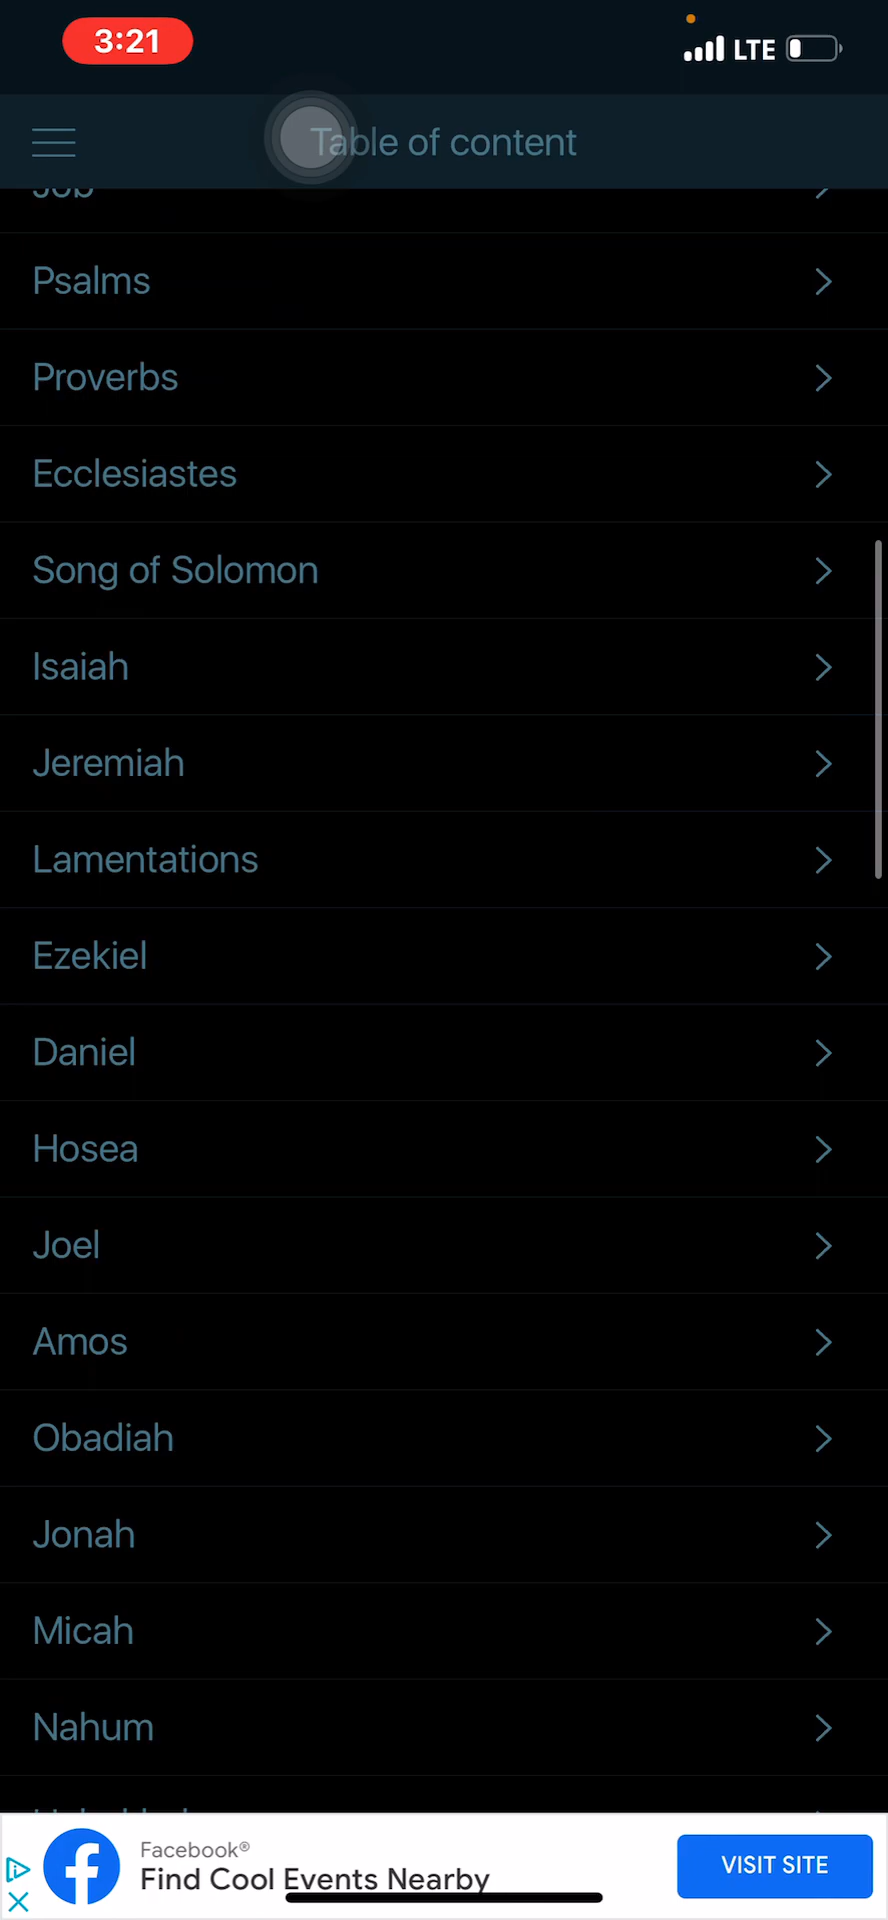 3:21
LTE
Table of content
Job
Psalms
Proverbs
Ecclesiastes
Song of Solomon
Isaiah
Jeremiah
Lamentations
Ezekiel
Daniel
Hosea
Joel
Amos
Obadiah
Jonah
Micah
Nahum
Facebook®
Find Cool Events Nearby
VISIT SITE